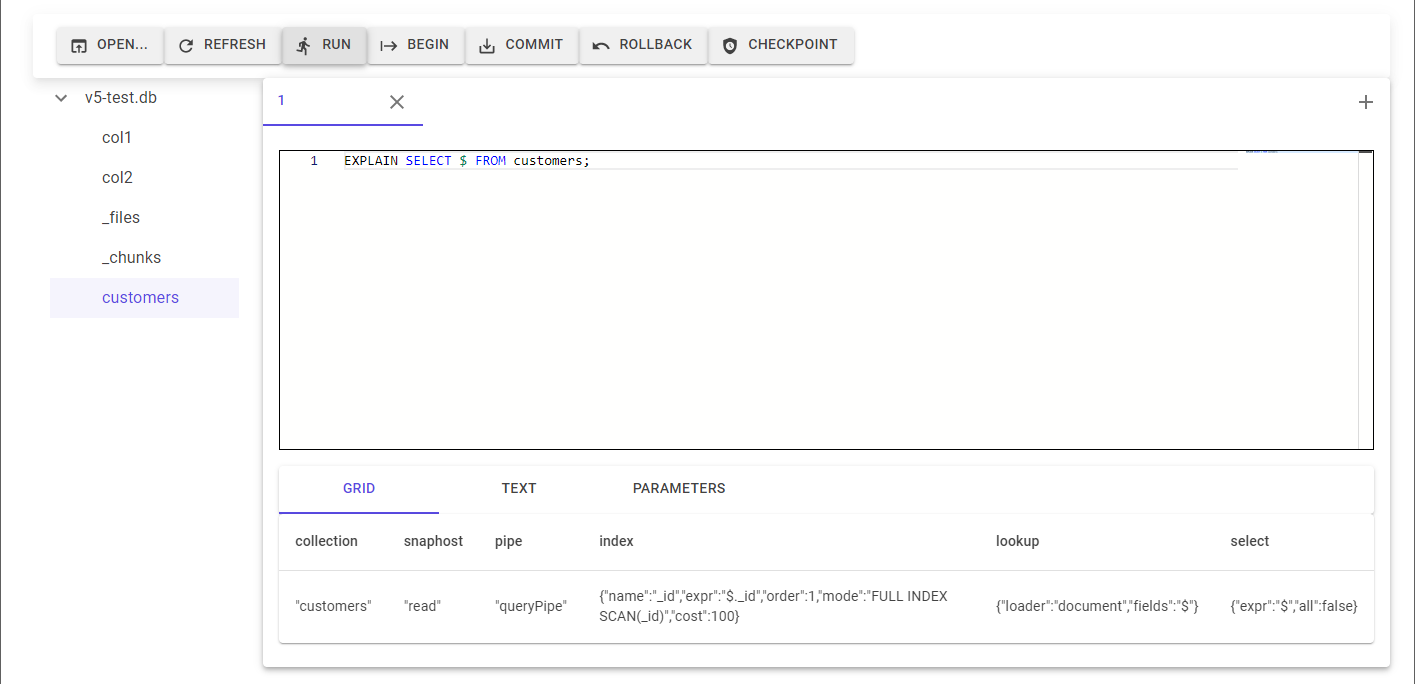 OPEN... REFRESH RUN BEGIN COMMIT ROLLBACK CHECKPOINT
v5-test.db
col1
col2
_files
_chunks
customers
1
1 EXPLAIN SELECT $ FROM customers;
GRID TEXT PARAMETERS
collection snaphost pipe index lookup select
"customers" "read" "queryPipe" {"name":"_id","expr":"$._id","order":1,"mode":"FULL INDEX
SCAN(_id)","cost":100} {"loader":"document","fields":"$"} {"expr":"$","all":false}